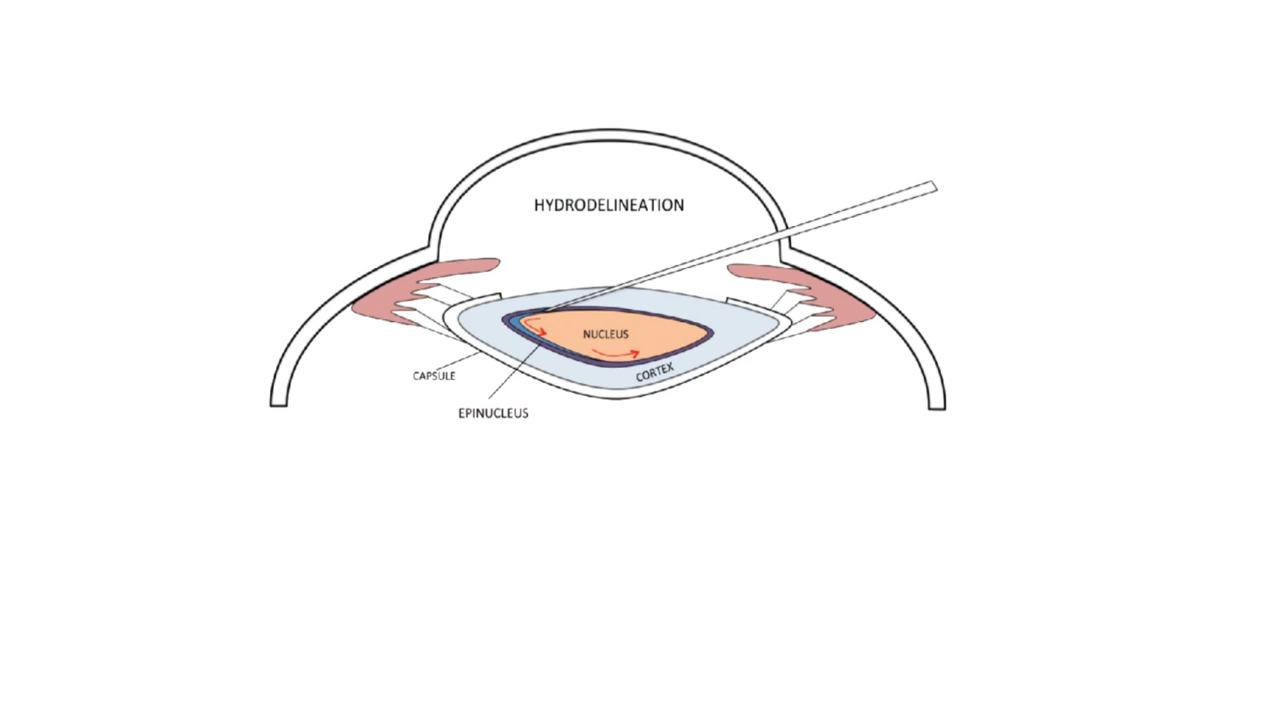 HYDRODELINEATION
NUCLEUS
CORTEX
CAPSULE
EPINUCLEUS